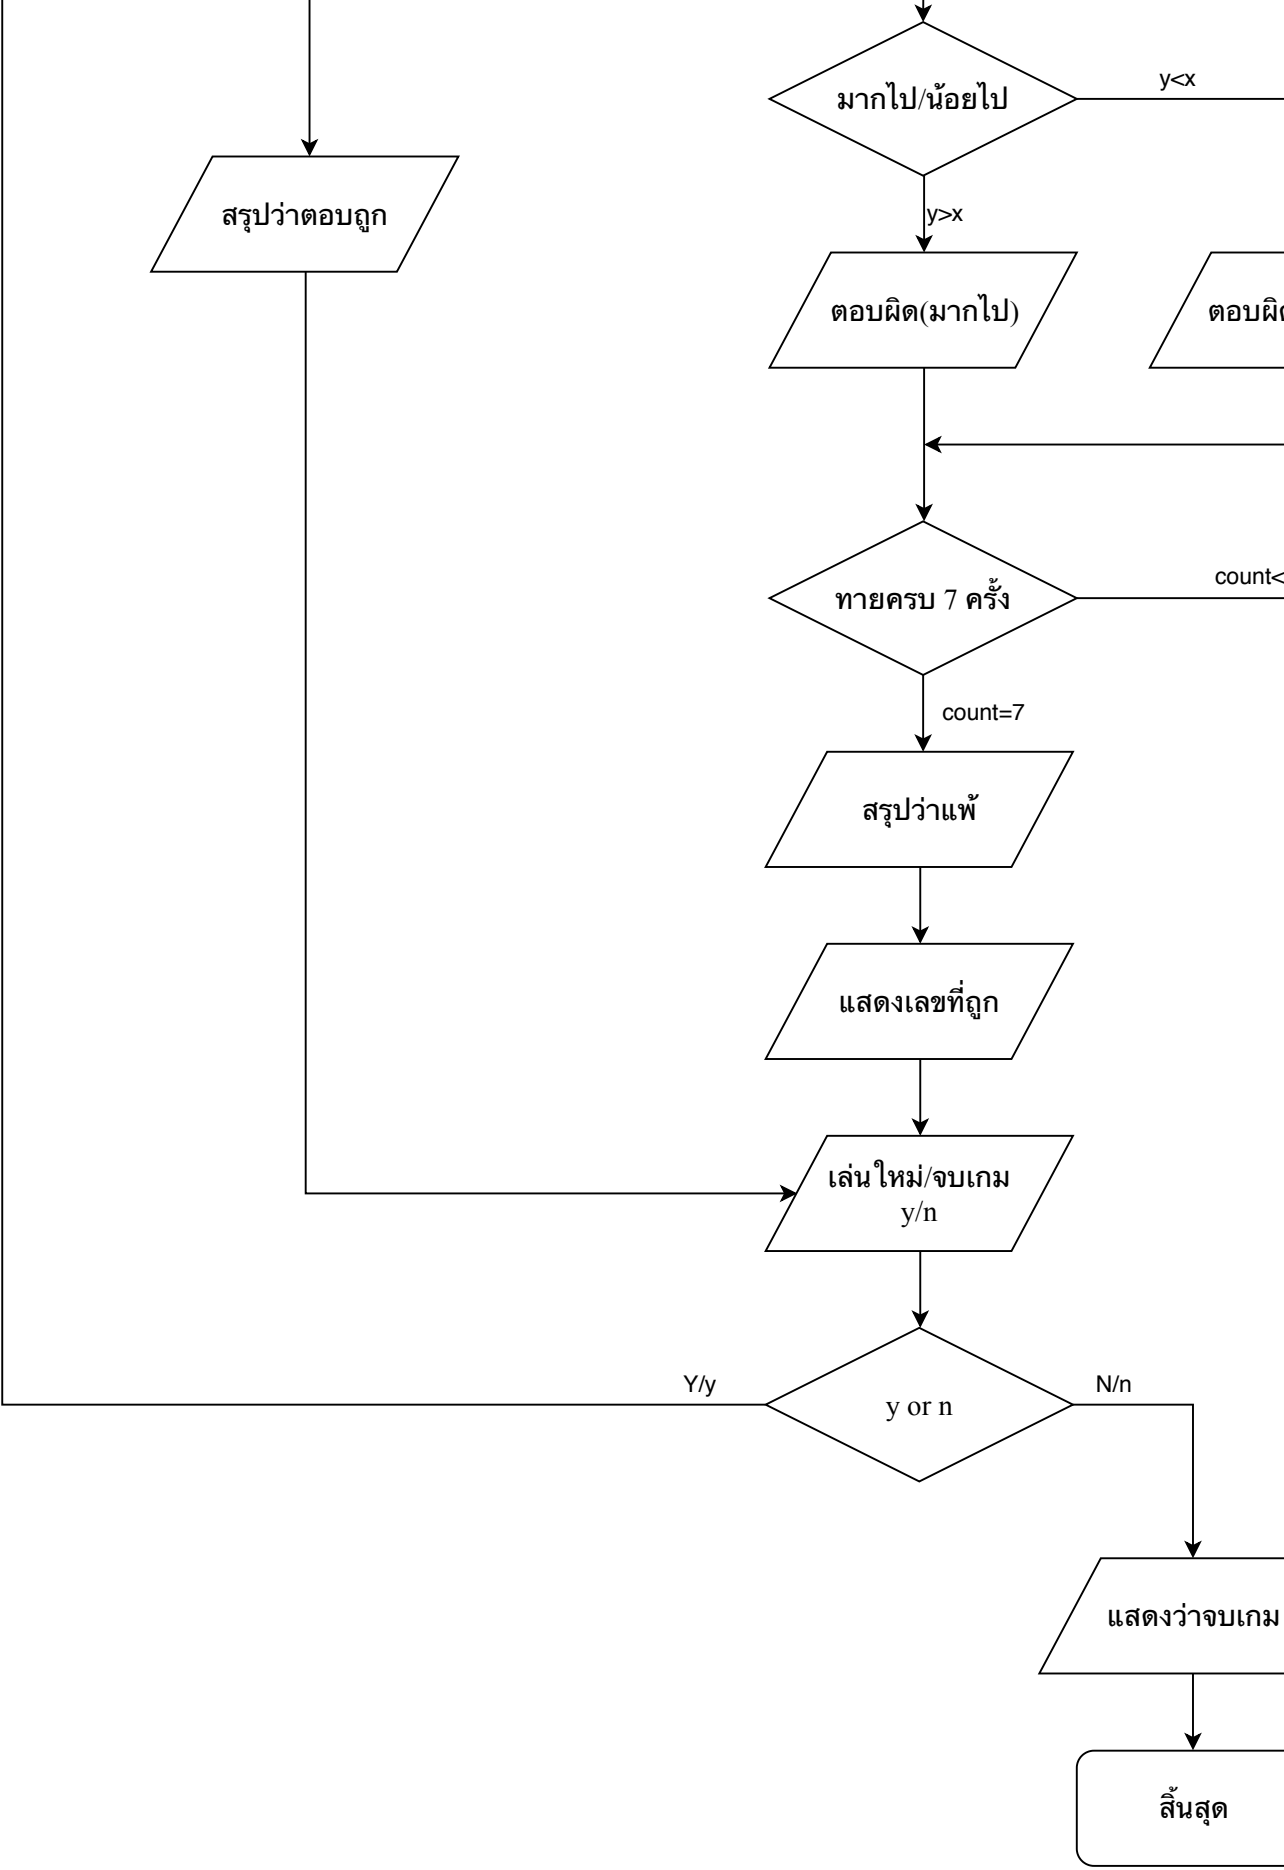 มากไป/น้อยไป
y<x
สรุปว่าตอบถูก
y>x
ตอบผิด(มากไป)
ทายครบ 7 ครั้ง
count<
count=7
สรุปว่าแพ้
แสดงเลขที่ถูก
เล่นใหม่/จบเกม
y/n
Y/y
y or n
N/n
แสดงว่าจบเกม
สิ้นสุด